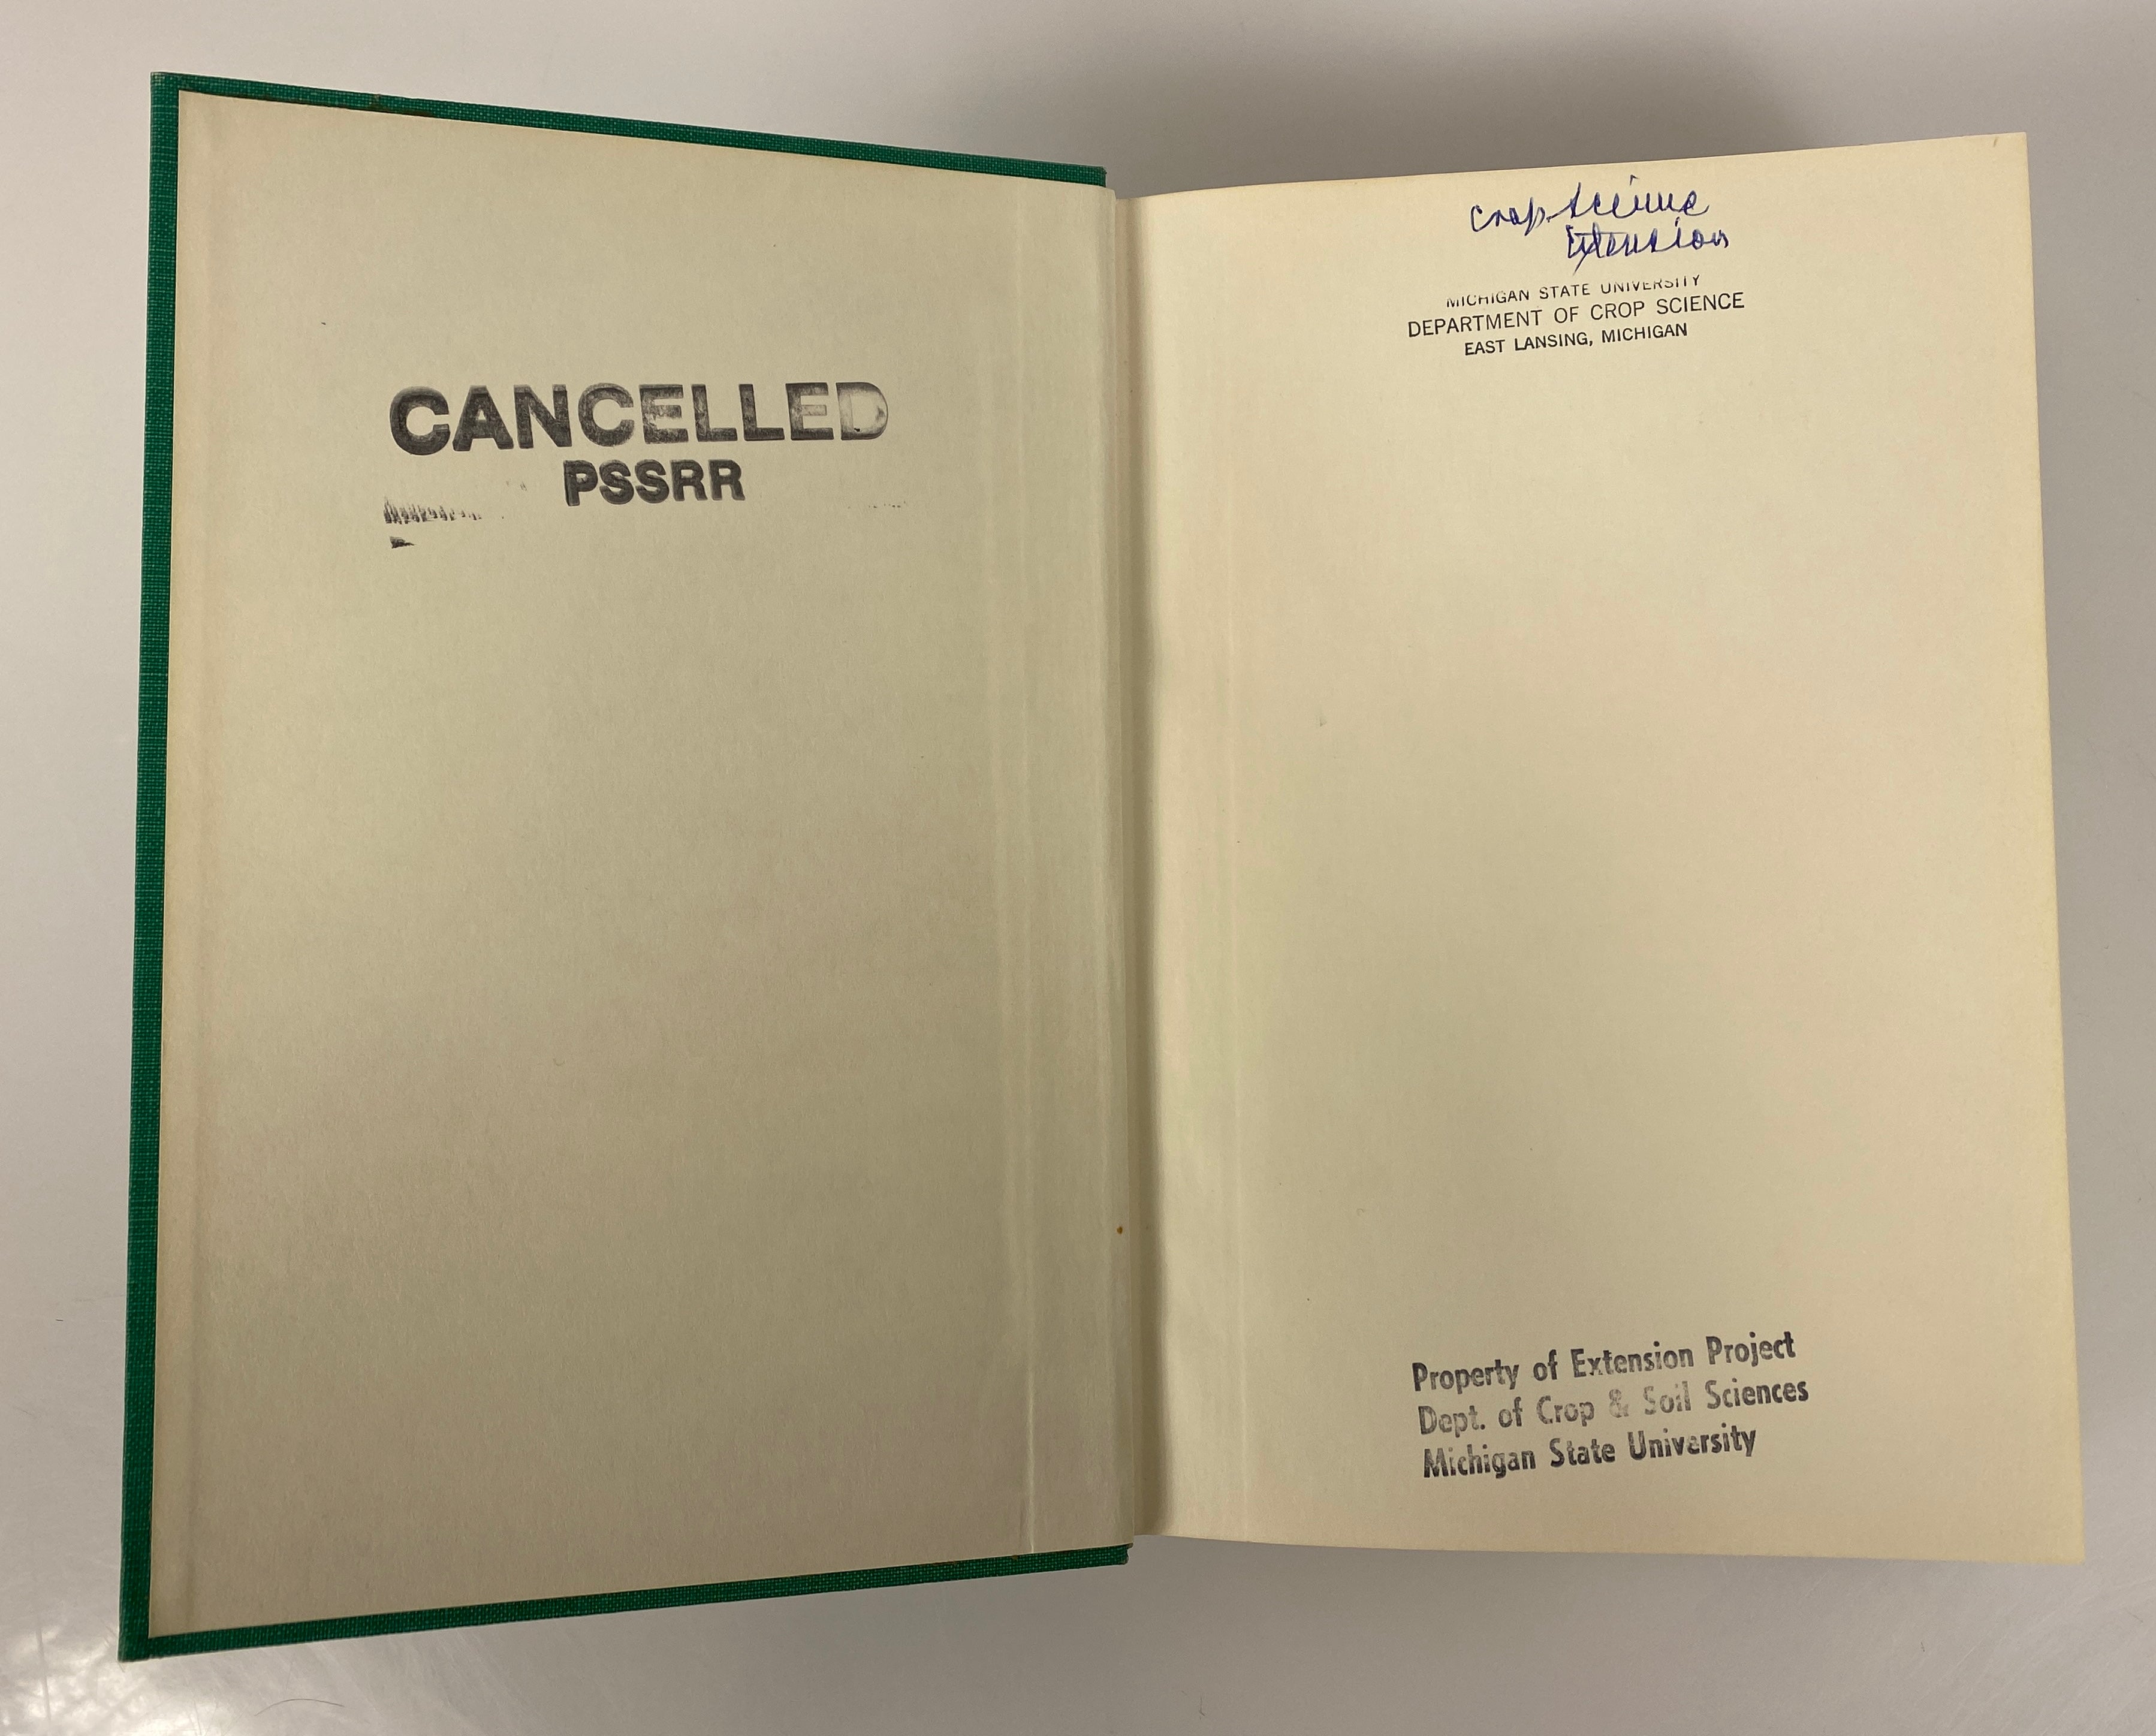 CANCELLED
PSSRR
Crop Science
Extension
MICHIGAN STATE UNIVERSITY
DEPARTMENT OF CROP SCIENCE
EAST LANSING, MICHIGAN
Property of Extension Project
Dept. of Crop & Soil Sciences
Michigan State University